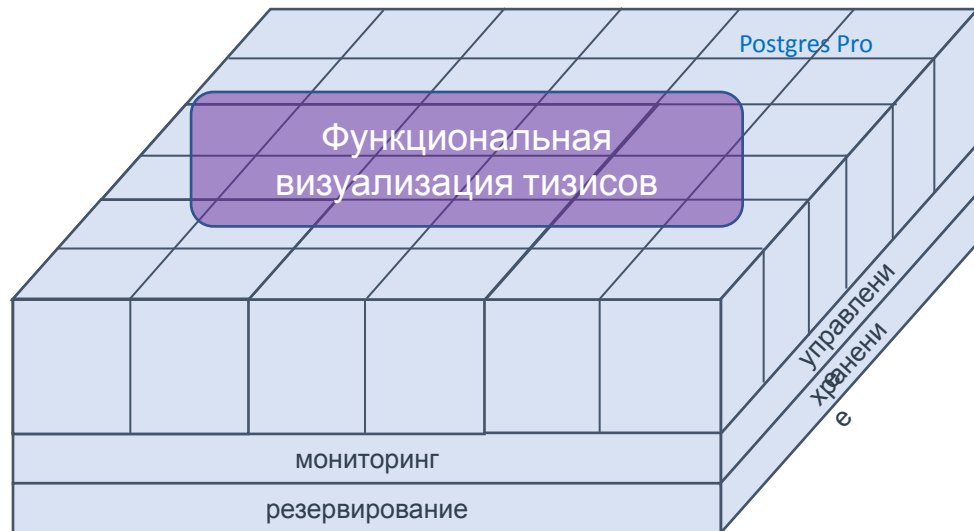 Postgres Pro
Функциональная
визуализация тизисов
управлени
е
хранени
е
мониторинг
резервирование